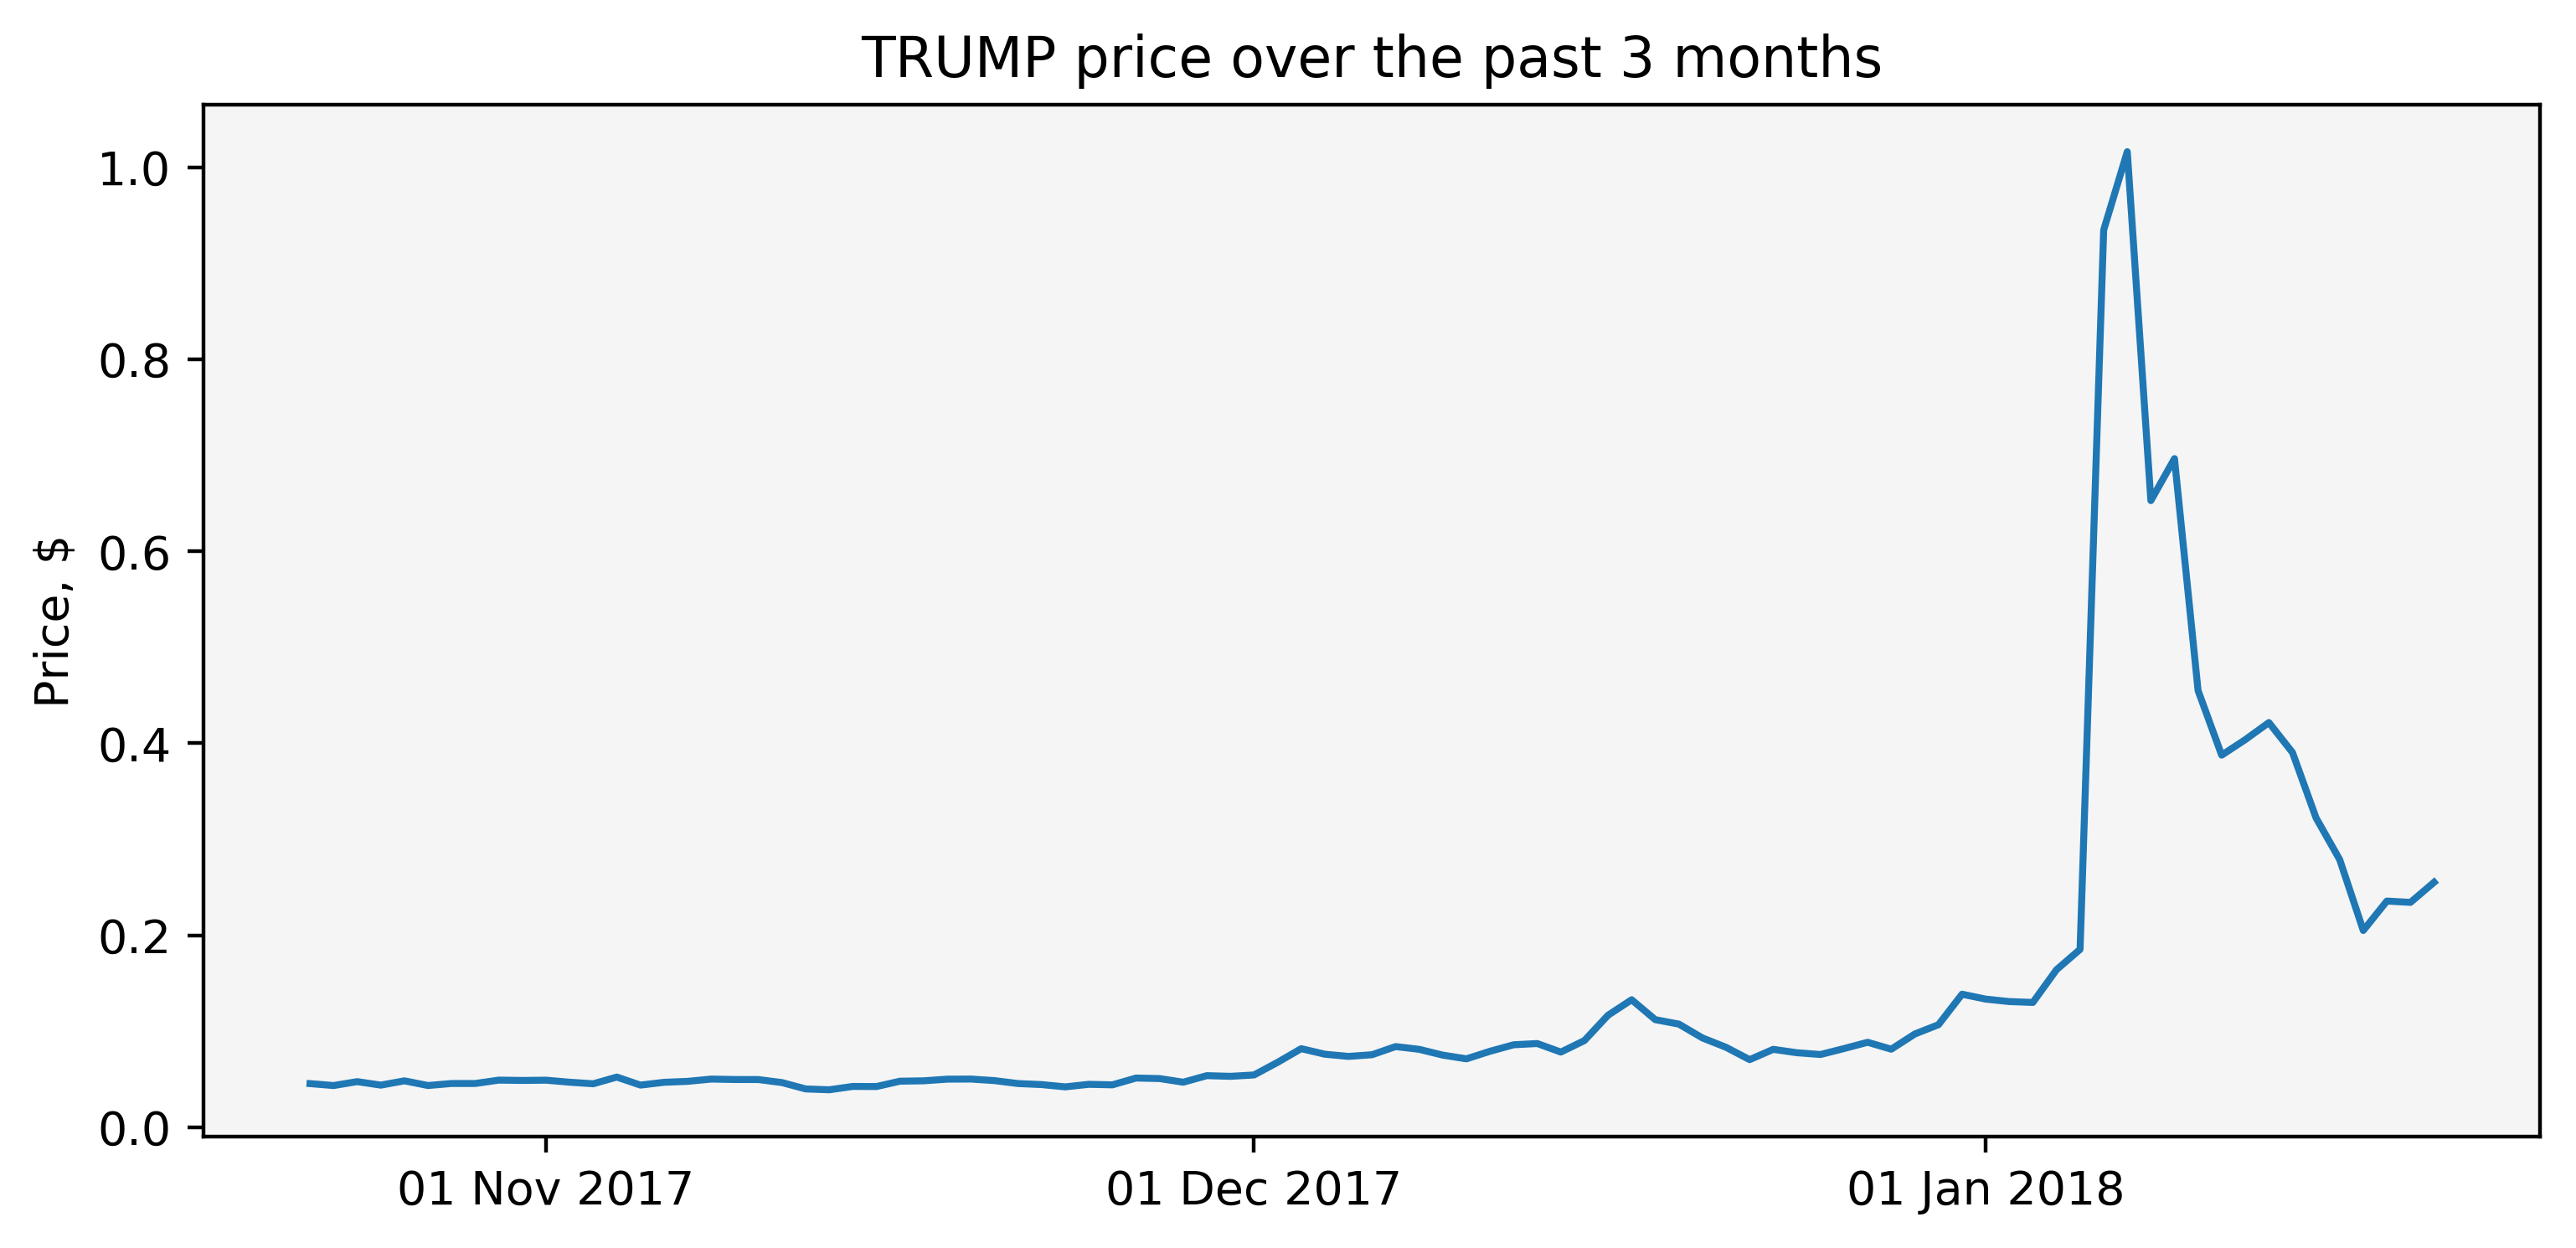 TRUMP price over the past 3 months
1.0
0.8
0.6
0.4
0.2
0.0
Price, $
01 Nov 2017
01 Dec 2017
01 Jan 2018